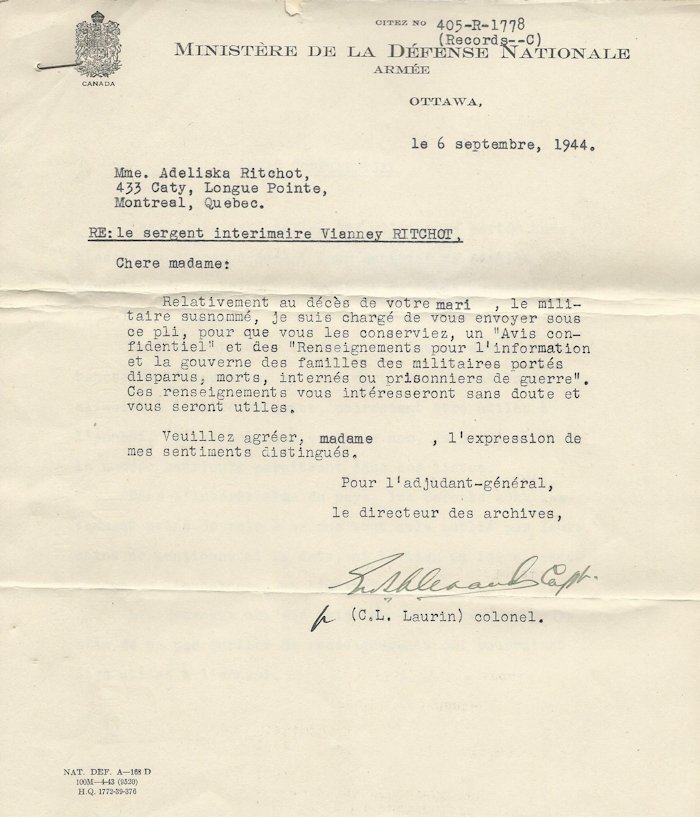 CITEZ NO 405-R-1778
(Records--C)
MINISTÈRE DE LA DÉFENSE NATIONALE
ARMÉE
CANADA
OTTAWA,
le 6 septembre, 1944.
Mme. Adeliska Ritchot,
433 Caty, Longue Pointe,
Montreal, Quebec.
RE: le sergent interimaire Vianney RITCHOT,
Chere madame:
Relativement au décès de votre mari , le mili-
taire susnommé, je suis chargé de vous envoyer sous
ce pli, pour que vous les conserviez, un "Avis con-
fidentiel" et des "Renseignements pour l'information
et la gouverne des familles des militaires portés
disparus, morts, internés ou prisonniers de guerre".
Ces renseignements vous intéresseront sans doute et
vous seront utiles.
Veuillez agréer, madame , l'expression de
mes sentiments distingués.
Pour l'adjudant-général,
le directeur des archives,
Capt.
(C.L. Laurin) colonel.
NAT. DEF. A—168 D
100M—4-43 (9520)
H.Q. 1772-39-376